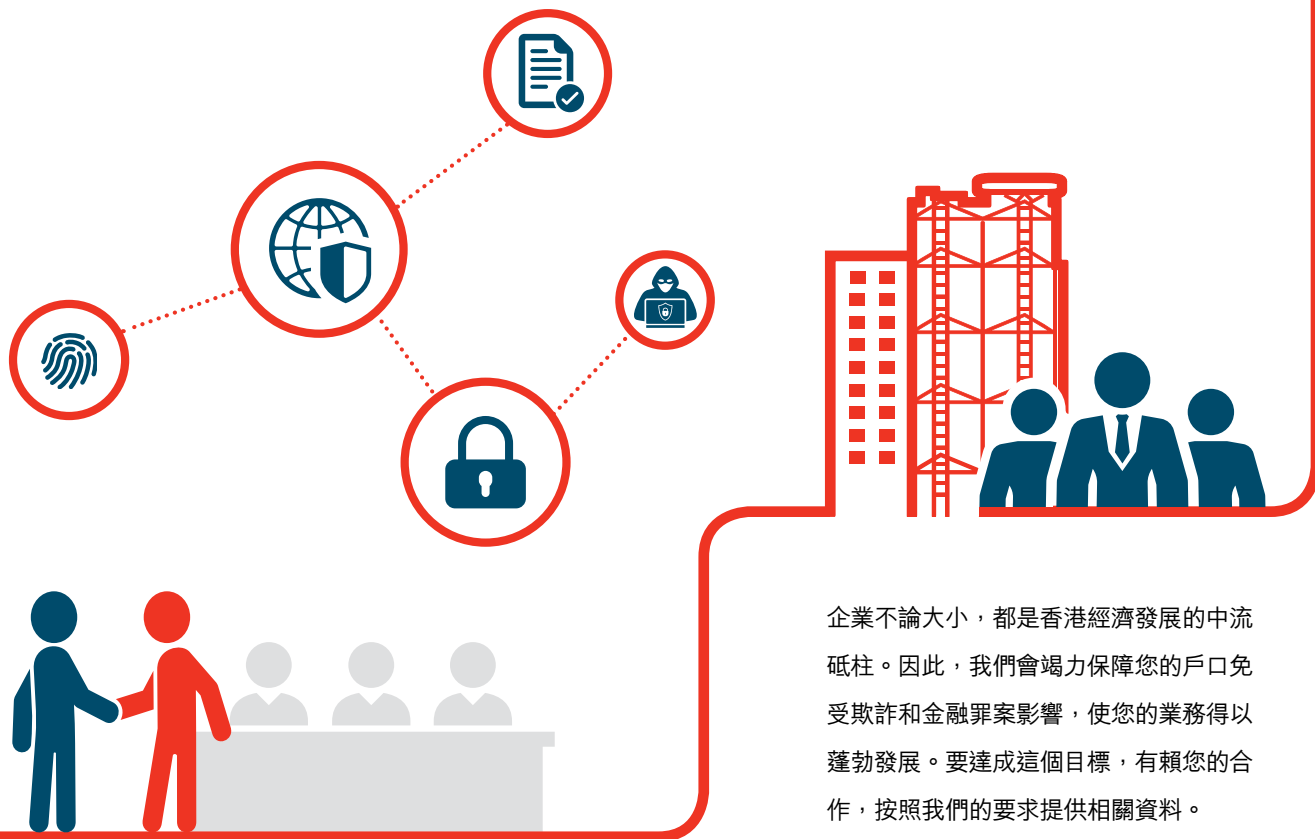 企業不論大小，都是香港經濟發展的中流
砥柱。因此，我們會竭力保障您的戶口免
受欺詐和金融罪案影響，使您的業務得以
蓬勃發展。要達成這個目標，有賴您的合
作，按照我們的要求提供相關資料。